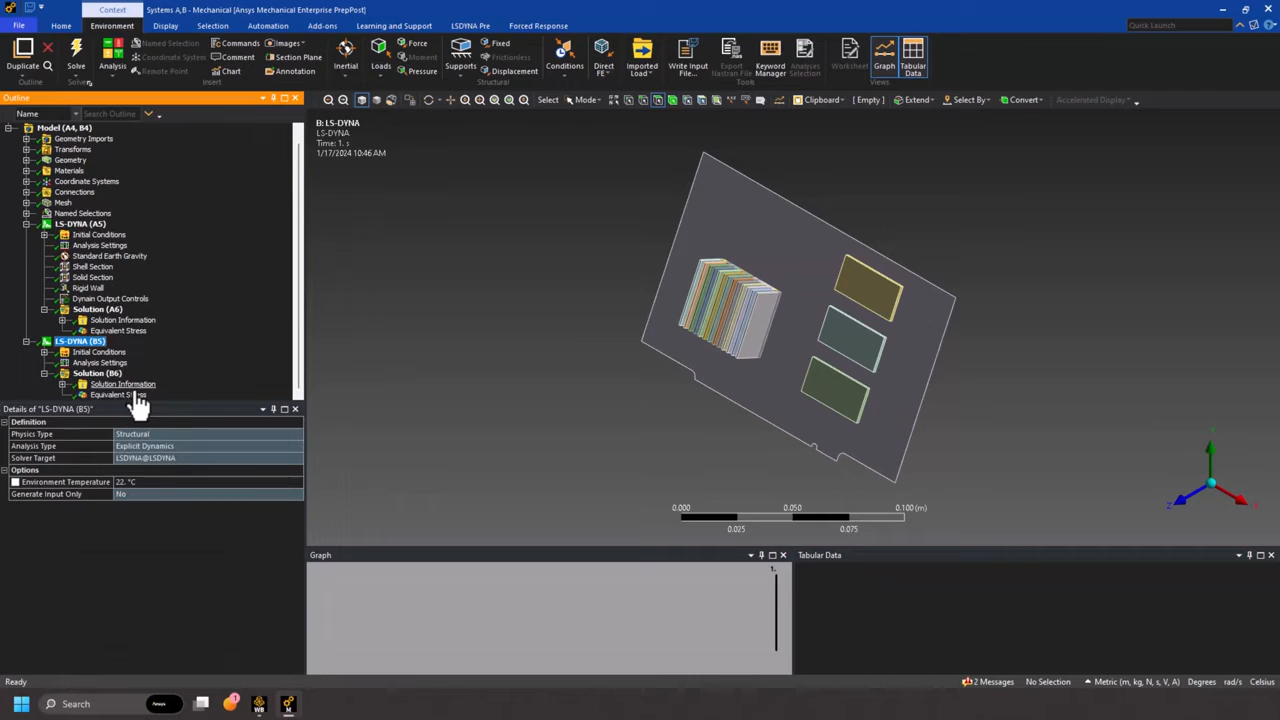 Context
Systems A,B - Mechanical [Ansys Mechanical Enterprise PrepPost]
File Home Environment Display Selection Automation Add-ons Learning and Support LSDYNA Pre Forced Response
Quick Launch
Duplicate
Outline
Solve
Solver
Analysis
Named Selection
Coordinate System
Remote Point
Commands
Comment
Chart
Images
Section Plane
Annotation
Insert
Inertial
Loads
Force
Moment
Pressure
Supports
Fixed
Frictionless
Displacement
Structural
Conditions
Direct FE
Imported Load
Write Input File...
Export Nastran File
Keyword Manager
Analyses Selection
Tools
Worksheet
Graph
Tabular Data
Views
Outline
Name Search Outline
Select Mode Clipboard [ Empty ] Extend Select By Convert Accelerated Display
Model (A4, B4)
Geometry Imports
Transforms
Geometry
Materials
Coordinate Systems
Connections
Mesh
Named Selections
LS-DYNA (A5)
Initial Conditions
Analysis Settings
Standard Earth Gravity
Shell Section
Solid Section
Rigid Wall
Dynain Output Controls
Solution (A6)
Solution Information
Equivalent Stress
LS-DYNA (B5)
Initial Conditions
Analysis Settings
Solution (B6)
Solution Information
Equivalent Stress
B: LS-DYNA
LS-DYNA
Time: 1. s
1/17/2024 10:46 AM
Details of "LS-DYNA (B5)"
Definition
Physics Type Structural
Analysis Type Explicit Dynamics
Solver Target LSDYNA@LSDYNA
Options
Environment Temperature 22. °C
Generate Input Only No
0.000 0.050 0.100 (m)
0.025 0.075
Y
Z
X
Graph
1.
Tabular Data
Ready
2 Messages No Selection Metric (m, kg, N, s, V, A) Degrees rad/s Celsius
Search
1
WB
M